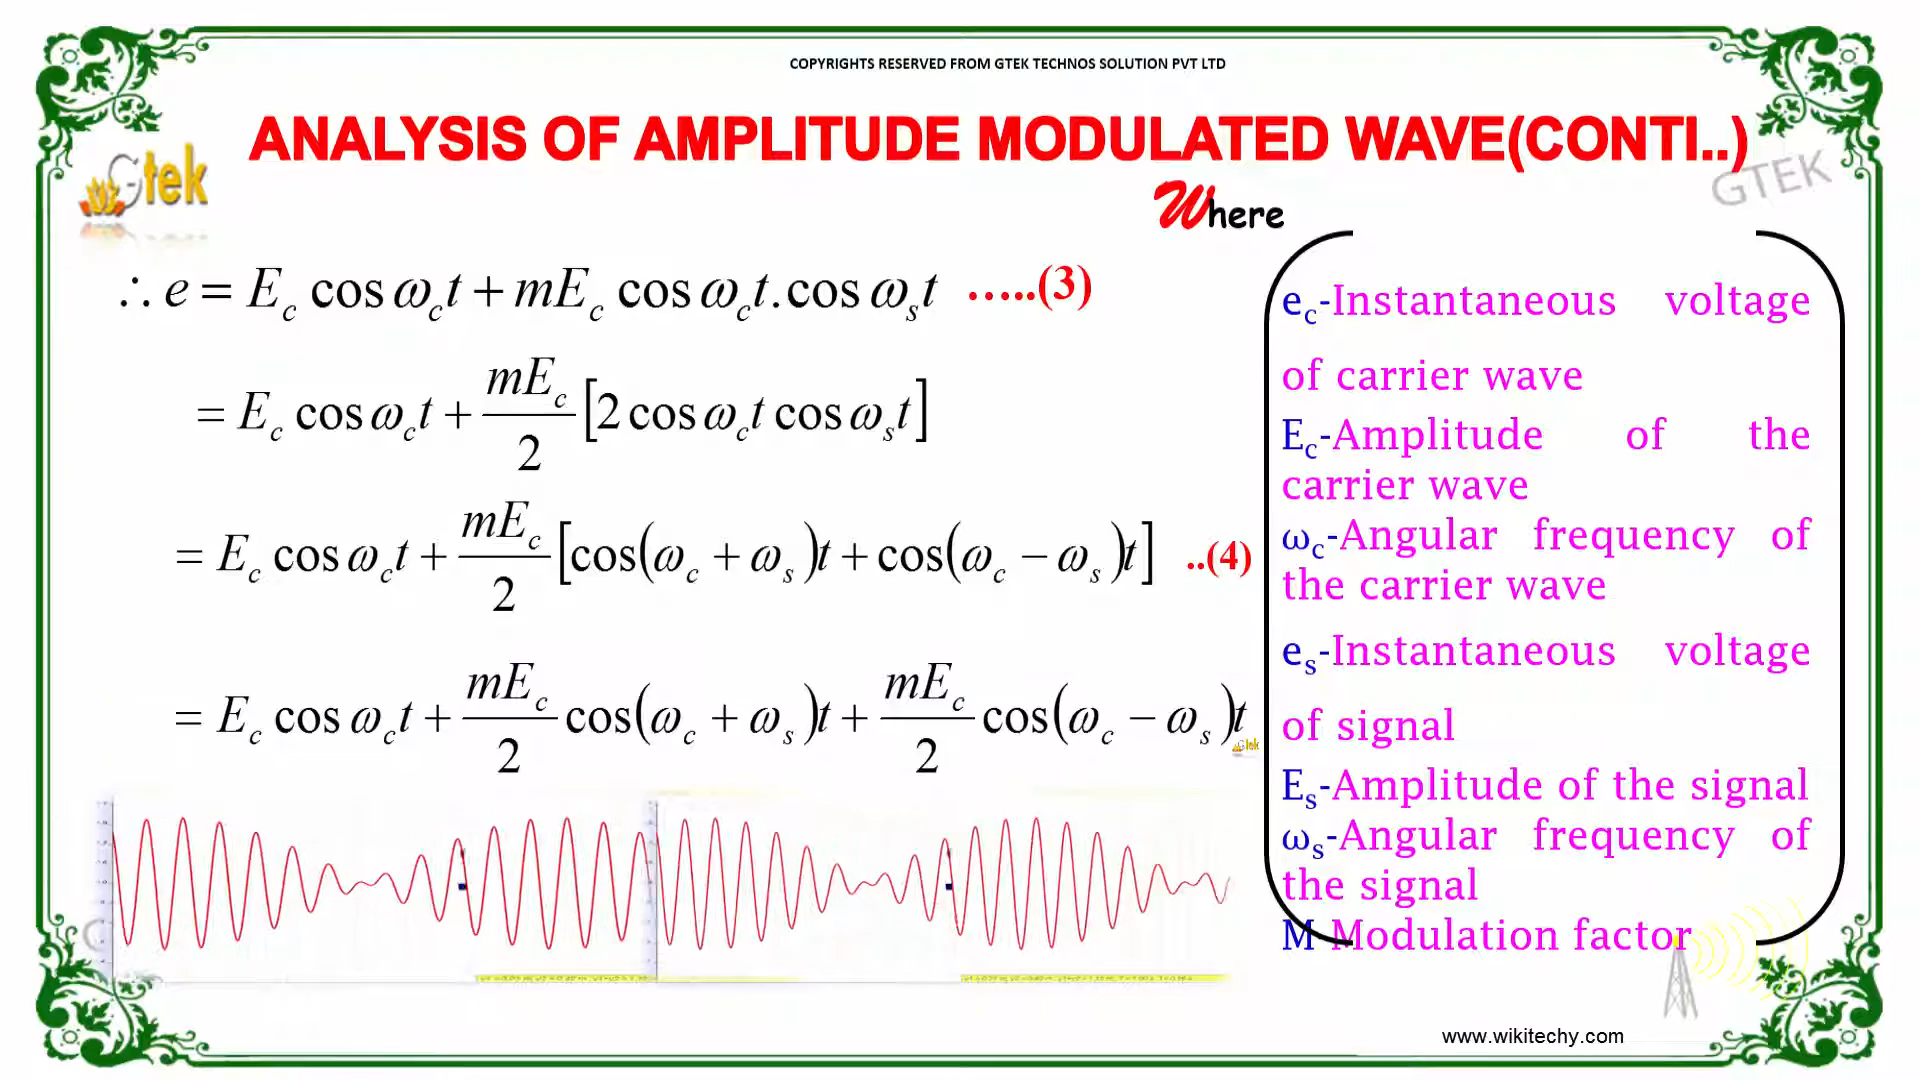 COPYRIGHTS RESERVED FROM GTEK TECHNOS SOLUTION PVT LTD
ANALYSIS OF AMPLITUDE MODULATED WAVE(CONTI..)
Gtek
GTEK
Where
∴ e = E_c cos ω_c t + mE_c cos ω_c t . cos ω_s t …..(3)
= E_c cos ω_c t + mE_c/2 [2 cos ω_c t cos ω_s t]
= E_c cos ω_c t + mE_c/2 [cos(ω_c + ω_s)t + cos(ω_c − ω_s)t] ..(4)
= E_c cos ω_c t + mE_c/2 cos(ω_c + ω_s)t + mE_c/2 cos(ω_c − ω_s)t
Gtek
e_c-Instantaneous voltage
of carrier wave
E_c-Amplitude of the
carrier wave
ω_c-Angular frequency of
the carrier wave
e_s-Instantaneous voltage
of signal
E_s-Amplitude of the signal
ω_s-Angular frequency of
the signal
M-Modulation factor
www.wikitechy.com